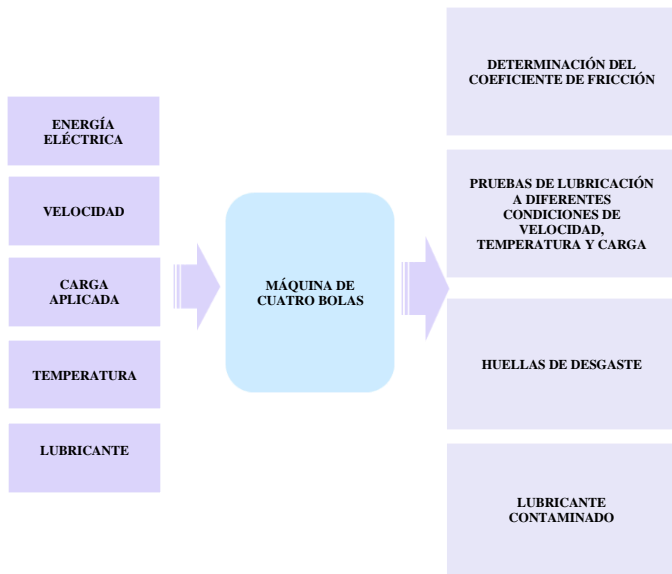 ENERGÍA
ELÉCTRICA
VELOCIDAD
CARGA
APLICADA
TEMPERATURA
LUBRICANTE
MÁQUINA DE
CUATRO BOLAS
DETERMINACIÓN DEL
COEFICIENTE DE FRICCIÓN
PRUEBAS DE LUBRICACIÓN
A DIFERENTES
CONDICIONES DE
VELOCIDAD,
TEMPERATURA Y CARGA
HUELLAS DE DESGASTE
LUBRICANTE
CONTAMINADO